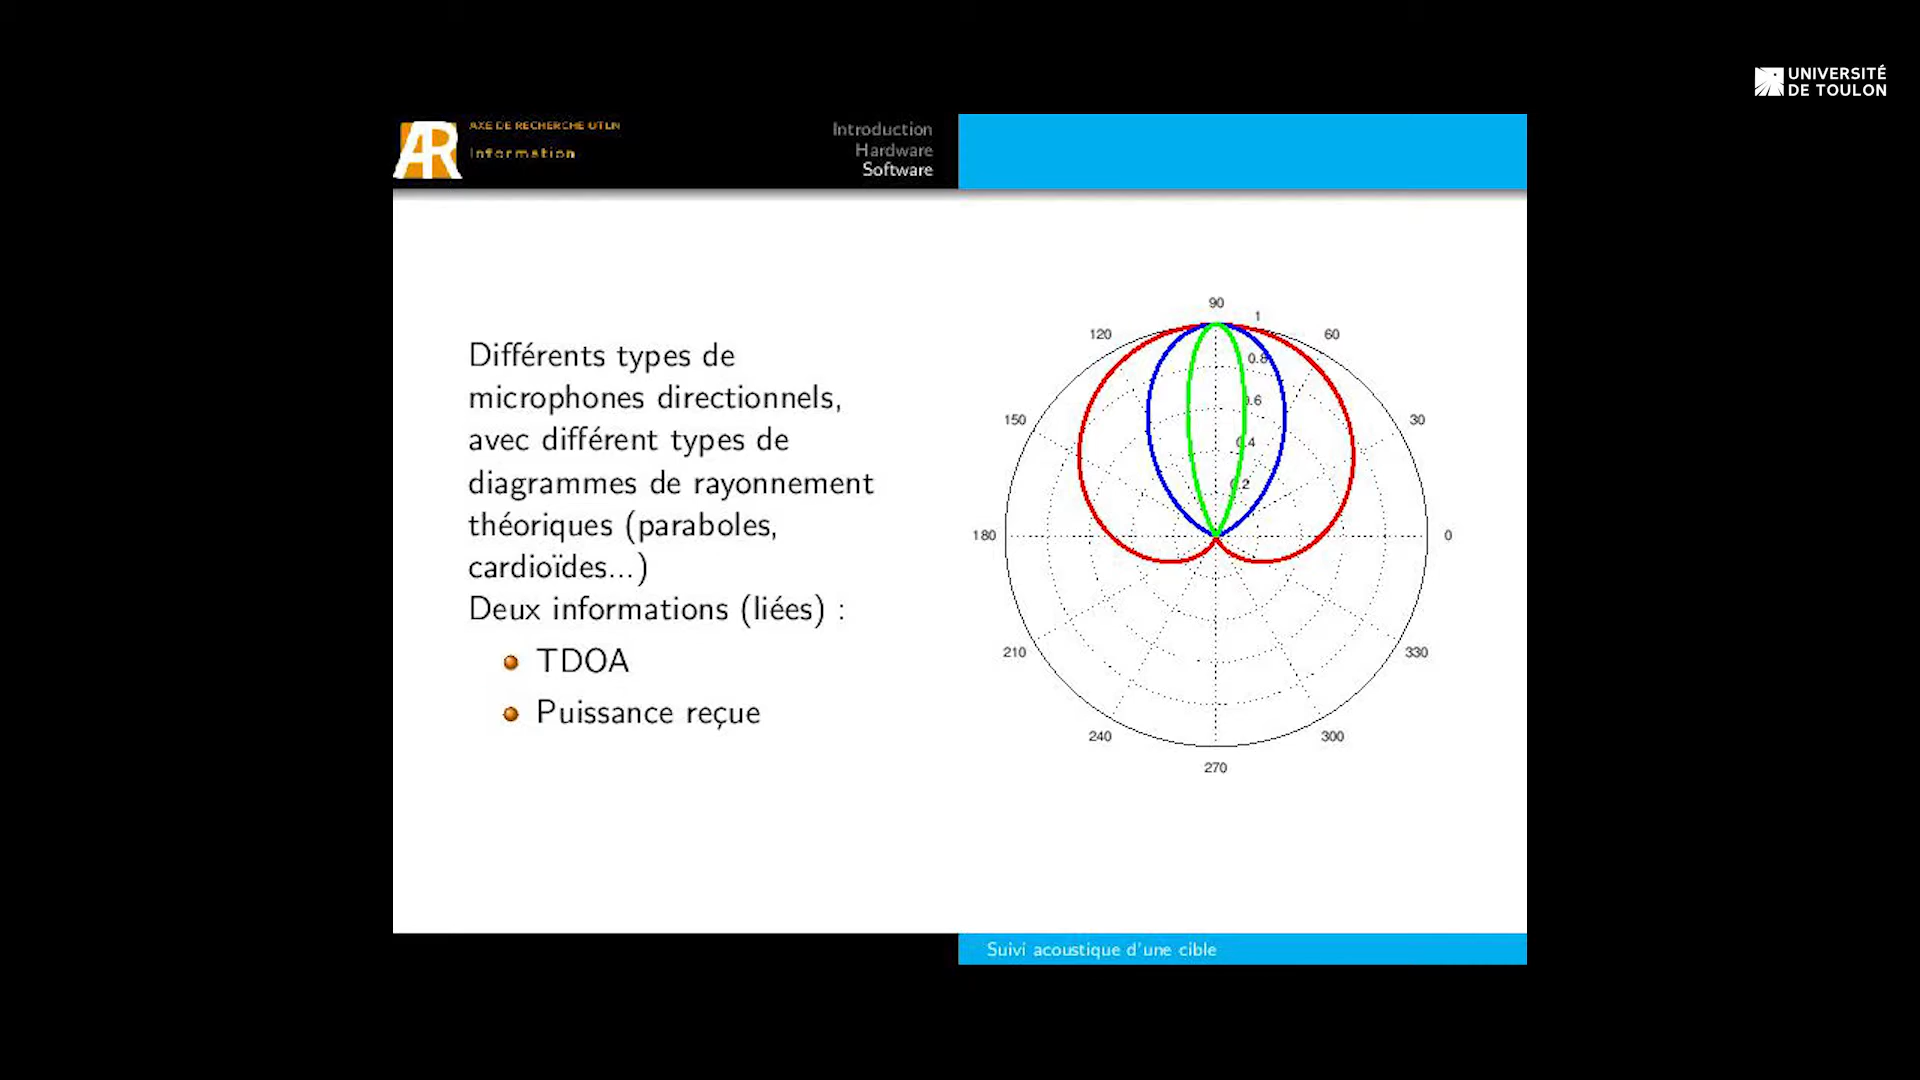 UNIVERSITÉ
DE TOULON
AXE DE RECHERCHE UTLN
Information
Introduction
Hardware
Software
Différents types de
microphones directionnels,
avec différent types de
diagrammes de rayonnement
théoriques (paraboles,
cardioïdes...)
Deux informations (liées) :
TDOA
Puissance reçue
90
1
120
60
0.8
0.6
150
30
0.4
0.2
180
0
210
330
240
300
270
Suivi acoustique d'une cible